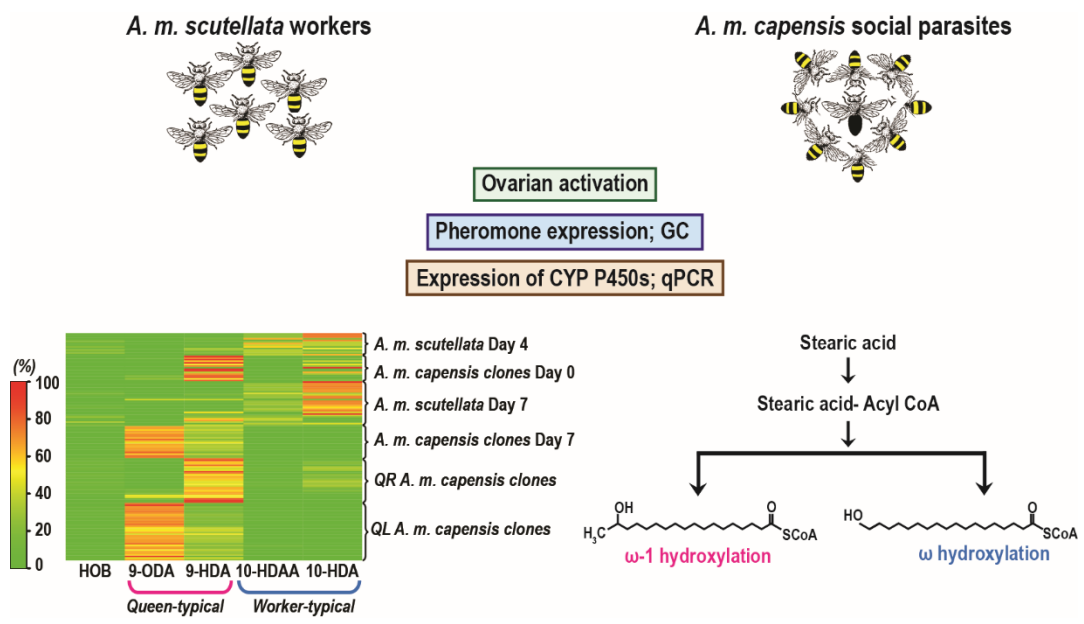 A. m. scutellata workers
A. m. capensis social parasites
Ovarian activation
Pheromone expression; GC
Expression of CYP P450s; qPCR
(%)
100
80
60
40
20
0
A. m. scutellata Day 4
A. m. capensis clones Day 0
A. m. scutellata Day 7
A. m. capensis clones Day 7
QR A. m. capensis clones
QL A. m. capensis clones
HOB 9-ODA 9-HDA 10-HDAA 10-HDA
Queen-typical Worker-typical
Stearic acid
Stearic acid- Acyl CoA
OH
H3C
O
SCoA
ω-1 hydroxylation
HO
O
SCoA
ω hydroxylation